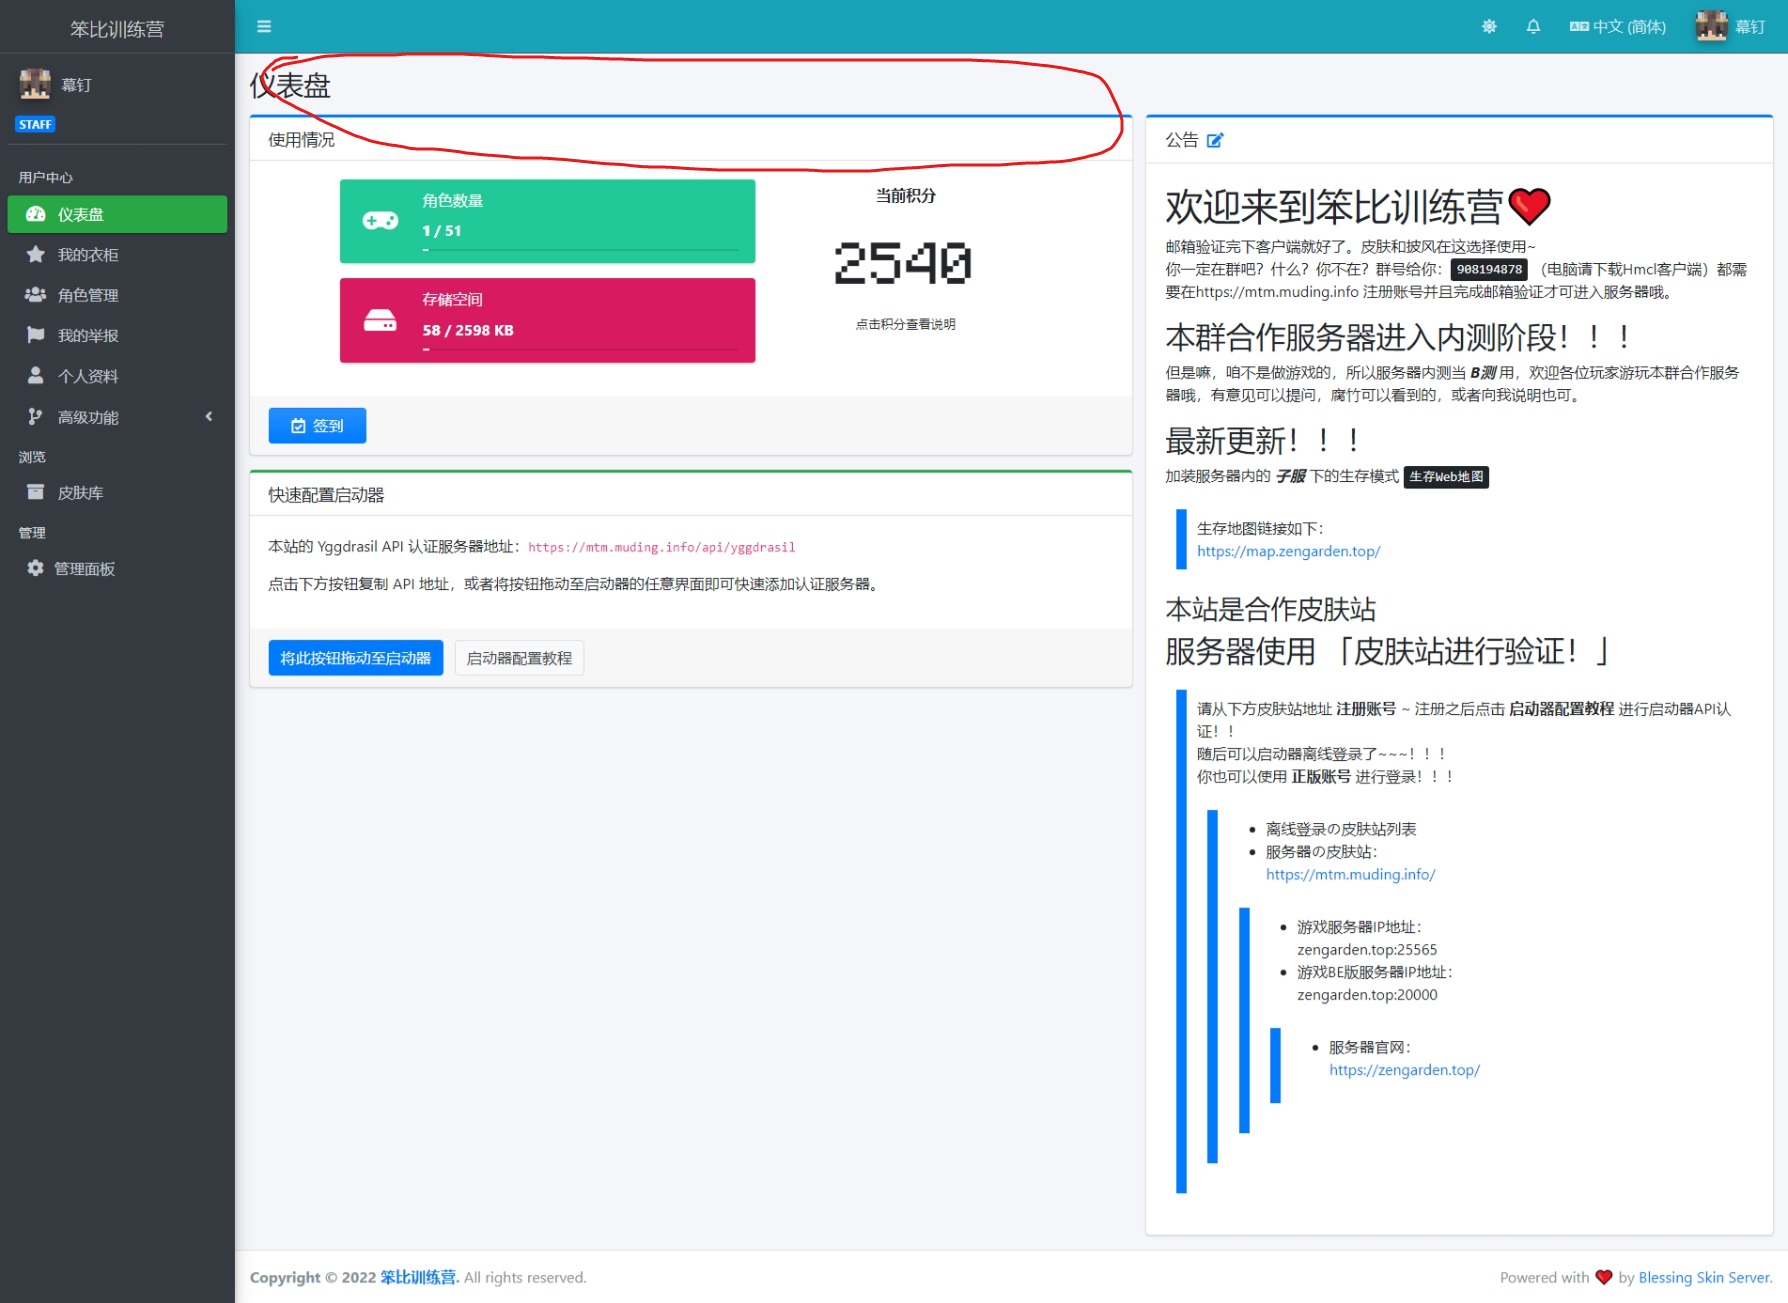 笨比训练营
中文 (简体)
幕钉
幕钉
STAFF
用户中心
仪表盘
我的衣柜
角色管理
我的举报
个人资料
高级功能
浏览
皮肤库
管理
管理面板
仪表盘
使用情况
角色数量
1 / 51
存储空间
58 / 2598 KB
当前积分
2540
点击积分查看说明
签到
快速配置启动器
本站的 Yggdrasil API 认证服务器地址：https://mtm.muding.info/api/yggdrasil
点击下方按钮复制 API 地址，或者将按钮拖动至启动器的任意界面即可快速添加认证服务器。
将此按钮拖动至启动器
启动器配置教程
公告
欢迎来到笨比训练营❤
邮箱验证完下客户端就好了。皮肤和披风在这选择使用~
你一定在群吧？什么？你不在？群号给你：908194878 （电脑请下载Hmcl客户端）都需
要在https://mtm.muding.info 注册账号并且完成邮箱验证才可进入服务器哦。
本群合作服务器进入内测阶段！！！
但是嘛，咱不是做游戏的，所以服务器内测当 B测 用，欢迎各位玩家游玩本群合作服务
器哦，有意见可以提问，腐竹可以看到的，或者向我说明也可。
最新更新！！！
加装服务器内的 子服 下的生存模式 生存Web地图
生存地图链接如下：
https://map.zengarden.top/
本站是合作皮肤站
服务器使用 「皮肤站进行验证！」
请从下方皮肤站地址 注册账号 ~ 注册之后点击 启动器配置教程 进行启动器API认
证！！
随后可以启动器离线登录了~~~！！！
你也可以使用 正版账号 进行登录！！！
离线登录の皮肤站列表
服务器の皮肤站：
https://mtm.muding.info/
游戏服务器IP地址：
zengarden.top:25565
游戏BE版服务器IP地址：
zengarden.top:20000
服务器官网：
https://zengarden.top/
Copyright © 2022 笨比训练营. All rights reserved.
Powered with ❤ by Blessing Skin Server.